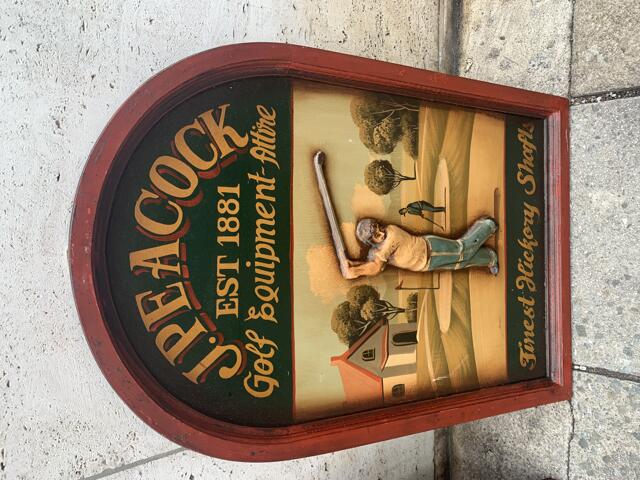 J.PEACOCK
EST 1881
Golf Equipment-Attire
Finest Hickory Shafts